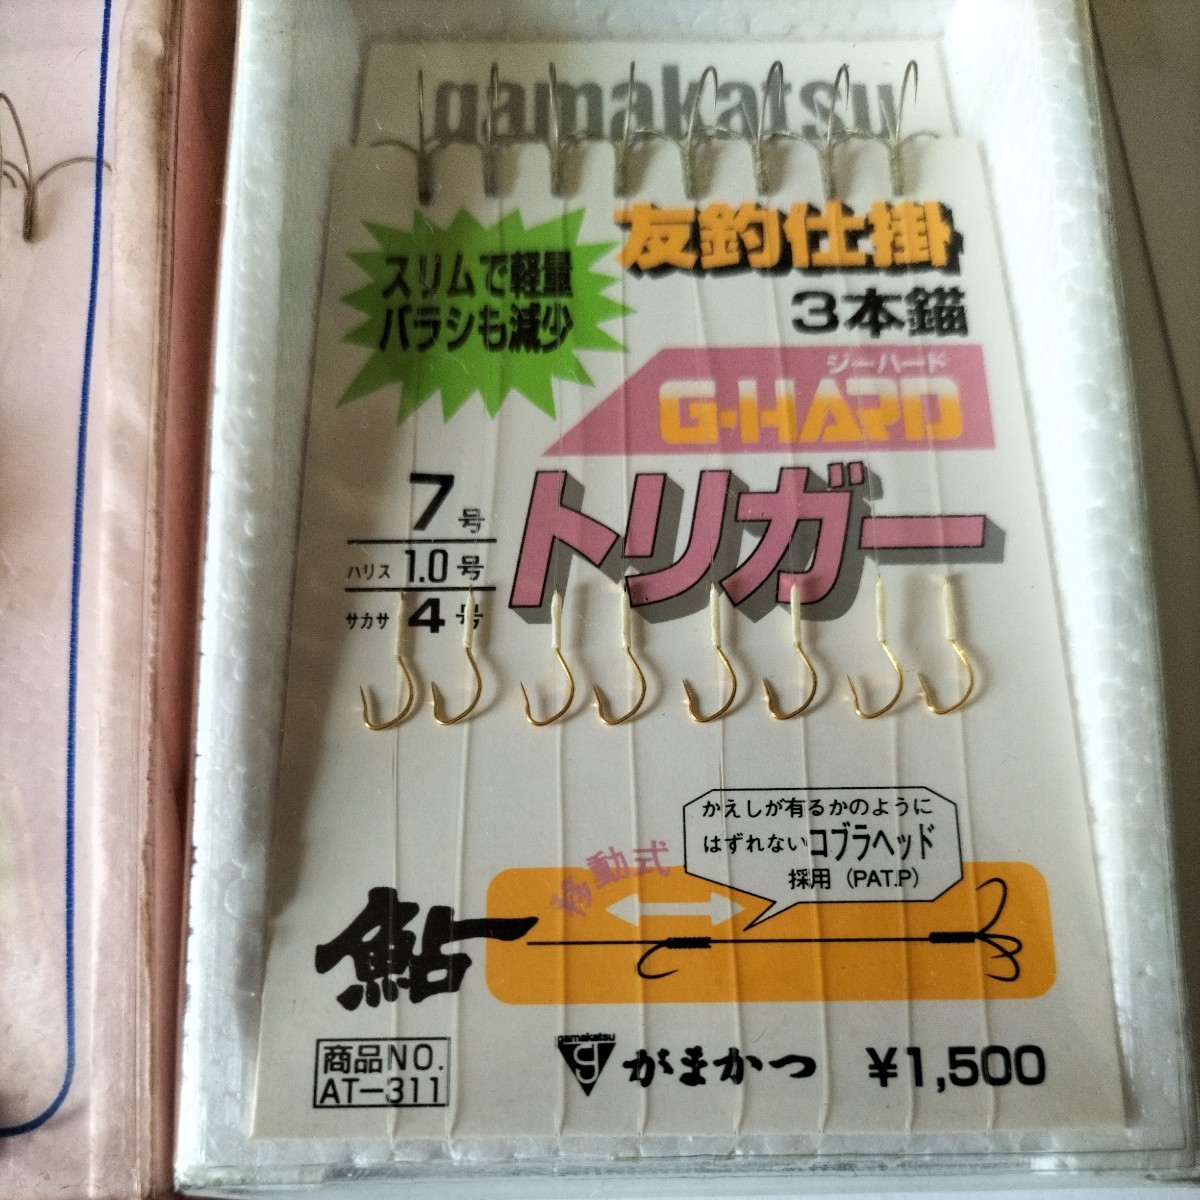 gamakatsu
友釣仕掛
3本錨
スリムで軽量
バラシも減少
ジーハード
G-HARD
トリガー
7号
ハリス 1.0号
サカサ 4号
かえしが有るかのように
はずれないコブラヘッド
採用(PAT.P)
移動式
鮎
商品NO.
AT-311
gamakatsu
がまかつ ¥1,500